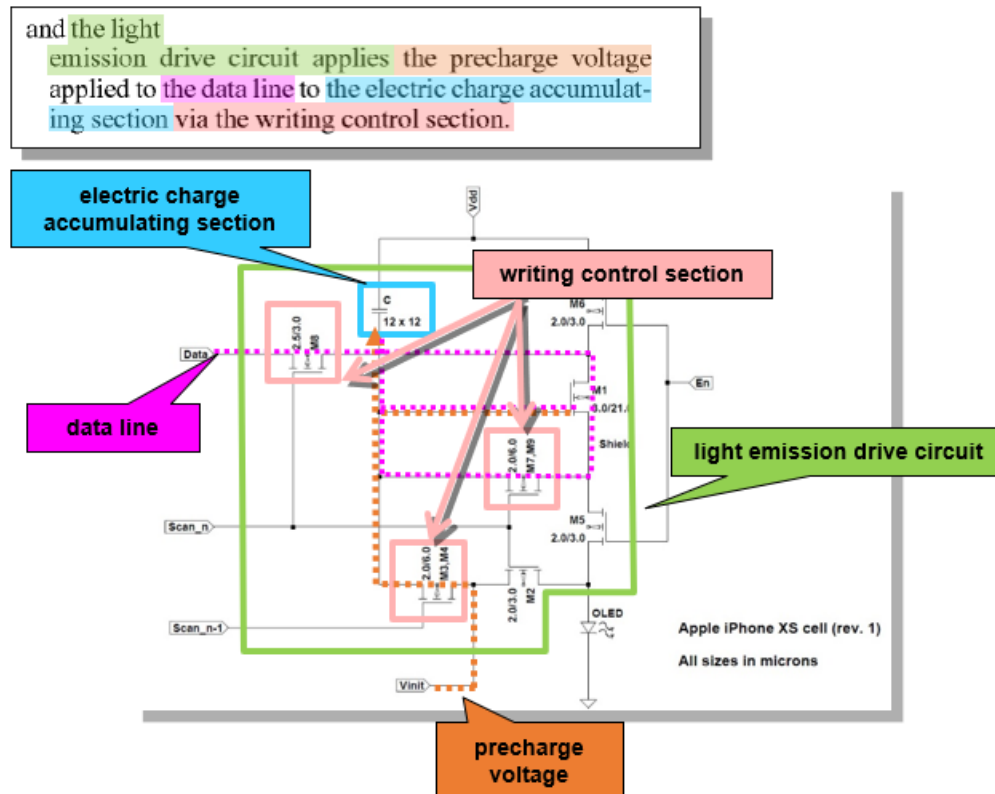 and the light
emission drive circuit applies the precharge voltage
applied to the data line to the electric charge accumulat-
ing section via the writing control section.
electric charge
accumulating section
Vdd
writing control section
C
12 x 12
M6
2.0/3.0
2.5/3.0
M8
Data
M1
En
data line
Shield
2.0/6.0
M7,M9
light emission drive circuit
M5
2.0/3.0
Scan_n
2.0/6.0
M3,M4
2.0/3.0
M2
OLED
Scan_n-1
Apple iPhone XS cell (rev. 1)
All sizes in microns
Vinit
precharge
voltage